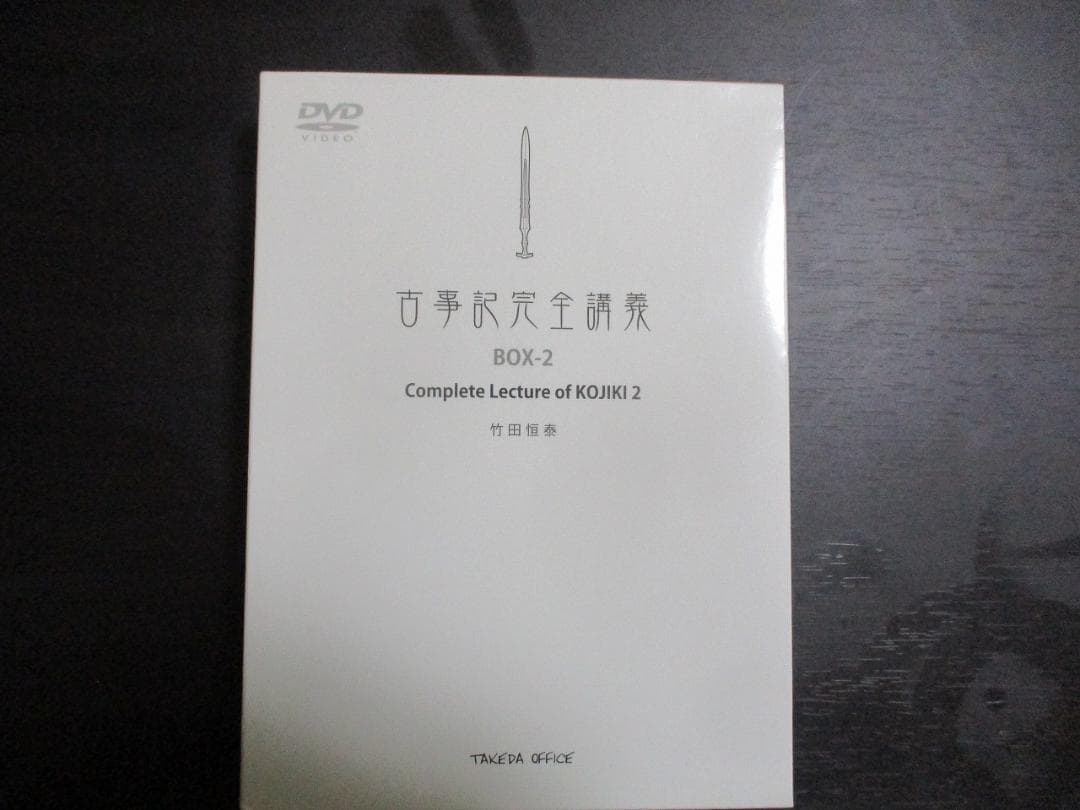 DVD
VIDEO
古事記完全講義
BOX-2
Complete Lecture of KOJIKI 2
竹田恒泰
TAKEDA OFFICE